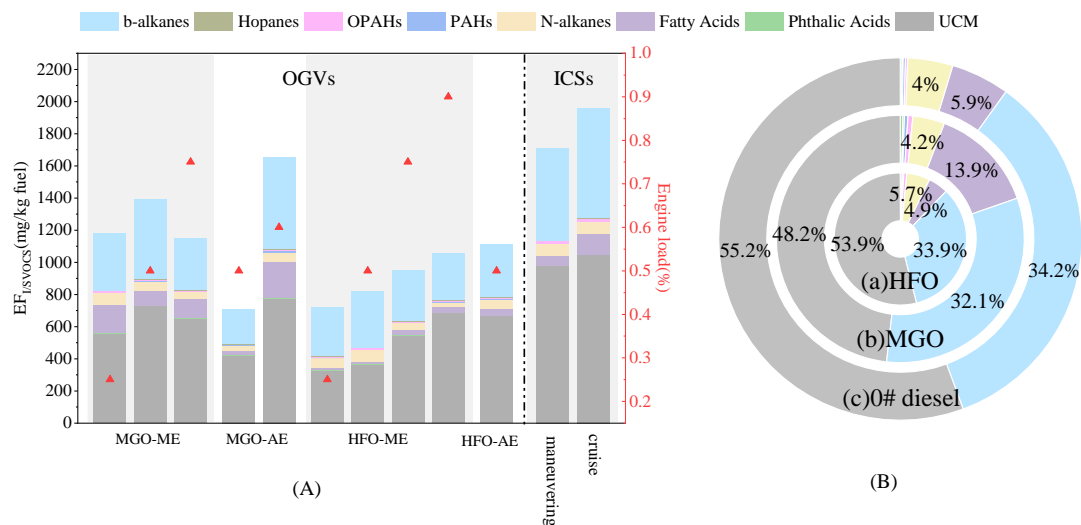 b-alkanes Hopanes OPAHs PAHs N-alkanes Fatty Acids Phthalic Acids UCM
OGVs ICSs
EF_I/SVOCS (mg/kg fuel)
2200
2000
1800
1600
1400
1200
1000
800
600
400
200
0
1.0
0.9
0.8
0.7
0.6
0.5
0.4
0.3
0.2
Engine load(%)
MGO-ME MGO-AE HFO-ME HFO-AE
maneuvering
cruise
(A)
4%
5.9%
4.2%
13.9%
5.7%
4.9%
55.2%
48.2%
53.9%
33.9%
34.2%
32.1%
(a)HFO
(b)MGO
(c)0# diesel
(B)